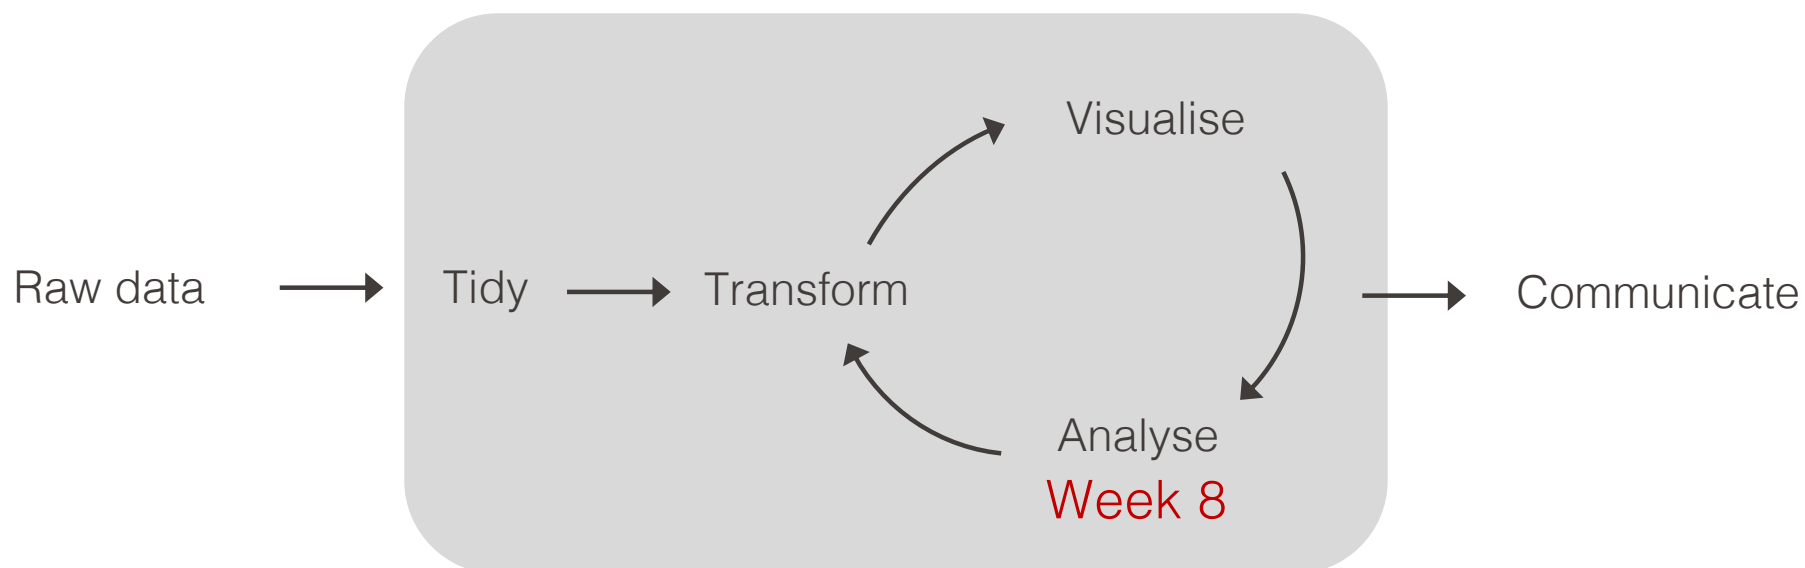 Raw data
Tidy
Transform
Visualise
Analyse
Week 8
Communicate